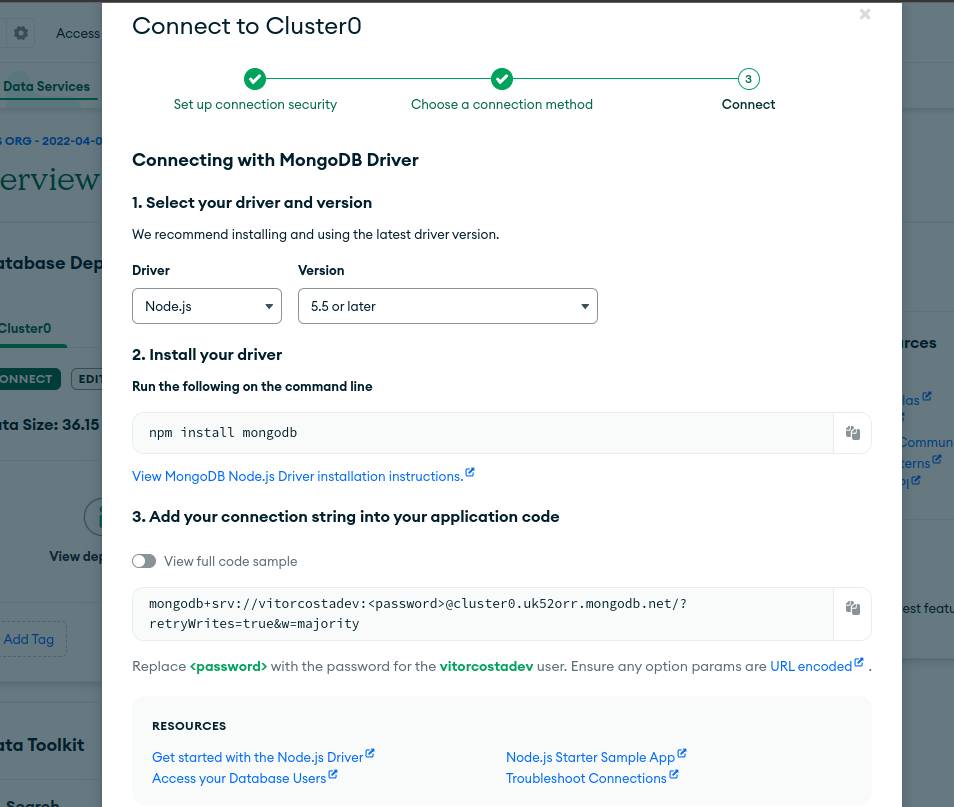 Connect to Cluster0
Access
Data Services
Set up connection security
Choose a connection method
3
Connect
ORG - 2022-04-0
erview
Connecting with MongoDB Driver
1. Select your driver and version
We recommend installing and using the latest driver version.
atabase Dep
Driver
Version
Node.js
5.5 or later
Cluster0
rces
2. Install your driver
ONNECT
EDIT
Run the following on the command line
las
ta Size: 36.15
npm install mongodb
Commun
terns
View MongoDB Node.js Driver installation instructions.
3. Add your connection string into your application code
View dep
View full code sample
mongodb+srv://vitorcostadev:<password>@cluster0.uk52orr.mongodb.net/?
retryWrites=true&w=majority
est featu
Add Tag
Replace <password> with the password for the vitorcostadev user. Ensure any option params are URL encoded .
RESOURCES
ata Toolkit
Get started with the Node.js Driver
Node.js Starter Sample App
Access your Database Users
Troubleshoot Connections
Search